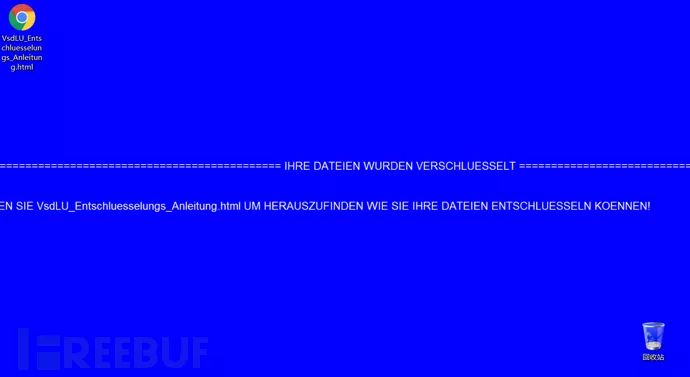 VsdLU_Ents
chluesselun
gs_Anleitun
g.html
============================================ IHRE DATEIEN WURDEN VERSCHLUESSELT ===========================
EN SIE VsdLU_Entschluesselungs_Anleitung.html UM HERAUSZUFINDEN WIE SIE IHRE DATEIEN ENTSCHLUESSELN KOENNEN!
回收站
FREEBUF